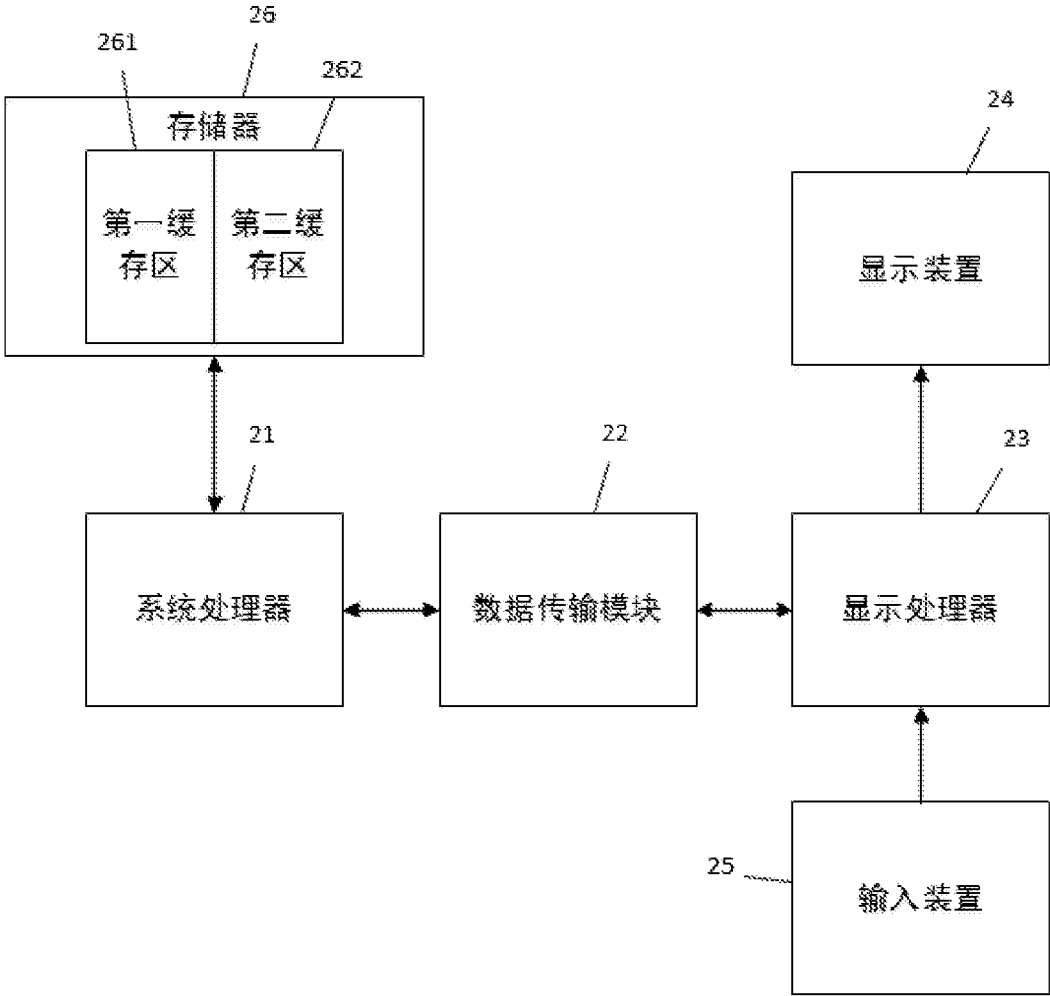 26
261
262
存储器
第一缓
存区
第二缓
存区
24
显示装置
21
22
23
系统处理器
数据传输模块
显示处理器
25
输入装置